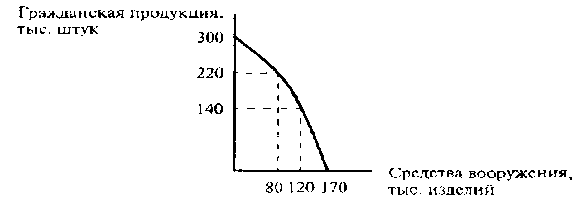 Гражданская продукция,
тыс. штук
300
220
140
80 120 170
Средства вооружения,
тыс. изделий